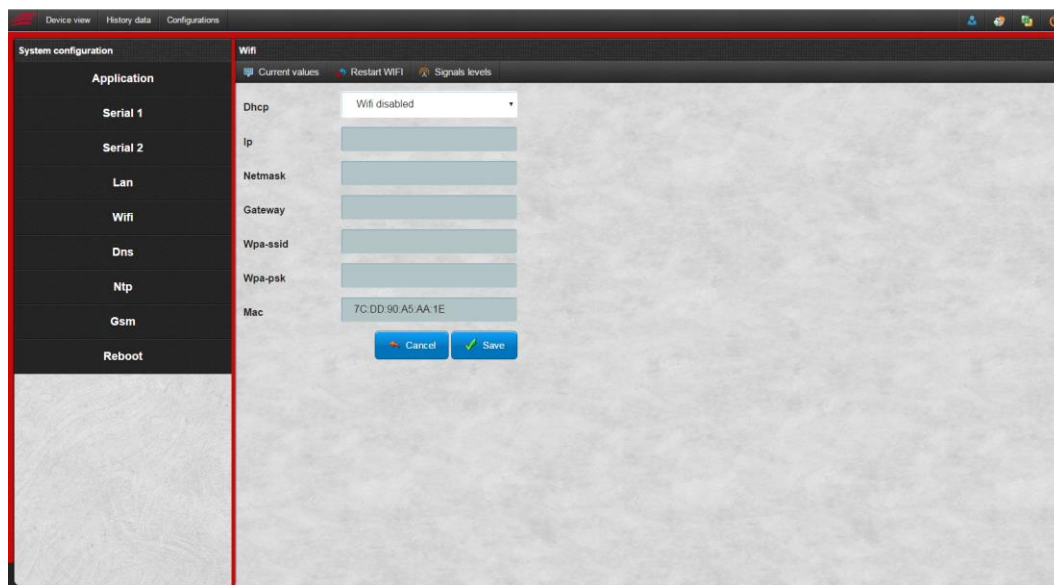 Device view History data Configurations
System configuration
Application
Serial 1
Serial 2
Lan
Wifi
Dns
Ntp
Gsm
Reboot
Wifi
Current values Restart WIFI Signals levels
Dhcp Wifi disabled
Ip
Netmask
Gateway
Wpa-ssid
Wpa-psk
Mac 7C:DD:90:A5:AA:1E
Cancel Save